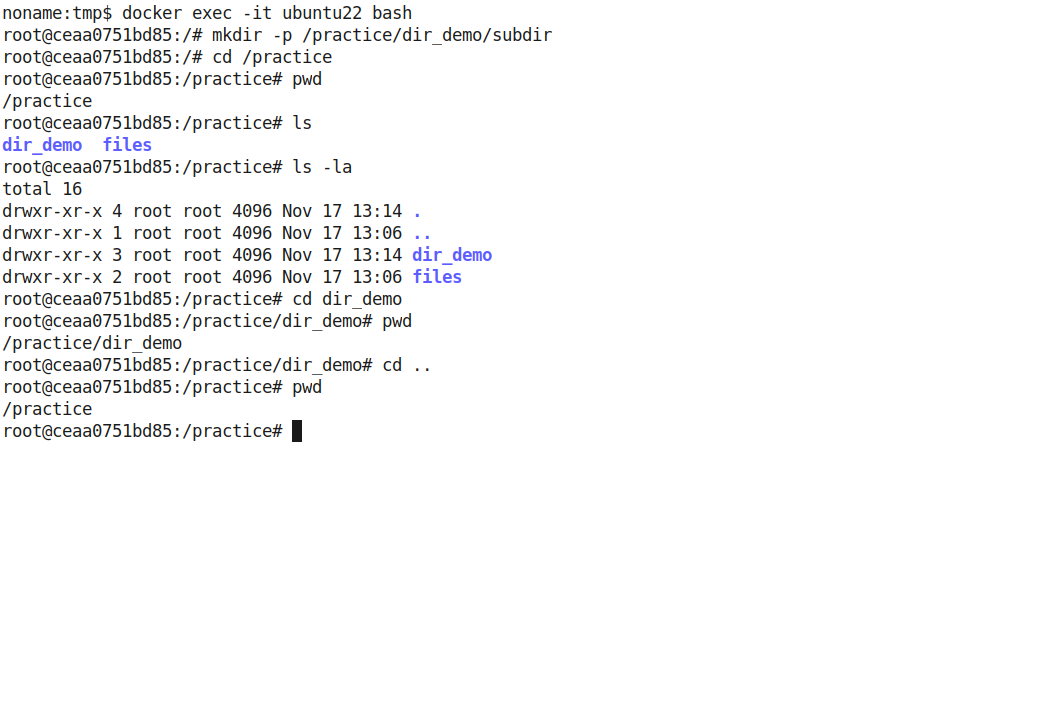 noname:tmp$ docker exec -it ubuntu22 bash
root@ceaa0751bd85:/# mkdir -p /practice/dir_demo/subdir
root@ceaa0751bd85:/# cd /practice
root@ceaa0751bd85:/practice# pwd
/practice
root@ceaa0751bd85:/practice# ls
dir_demo  files
root@ceaa0751bd85:/practice# ls -la
total 16
drwxr-xr-x 4 root root 4096 Nov 17 13:14 .
drwxr-xr-x 1 root root 4096 Nov 17 13:06 ..
drwxr-xr-x 3 root root 4096 Nov 17 13:14 dir_demo
drwxr-xr-x 2 root root 4096 Nov 17 13:06 files
root@ceaa0751bd85:/practice# cd dir_demo
root@ceaa0751bd85:/practice/dir_demo# pwd
/practice/dir_demo
root@ceaa0751bd85:/practice/dir_demo# cd ..
root@ceaa0751bd85:/practice# pwd
/practice
root@ceaa0751bd85:/practice#